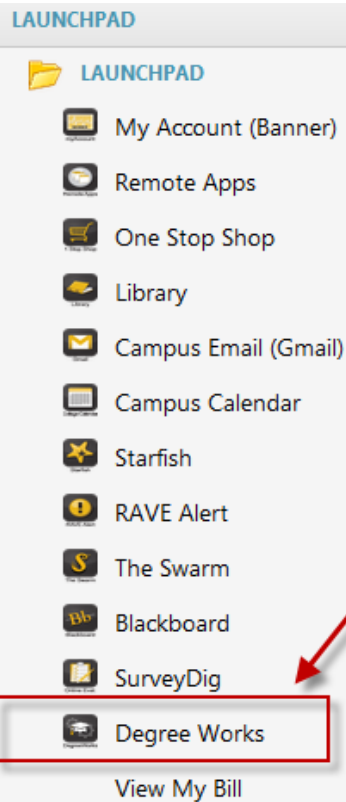 LAUNCHPAD
LAUNCHPAD
My Account (Banner)
Remote Apps
One Stop Shop
Library
Campus Email (Gmail)
Campus Calendar
Starfish
RAVE Alert
The Swarm
Blackboard
SurveyDig
Degree Works
View My Bill